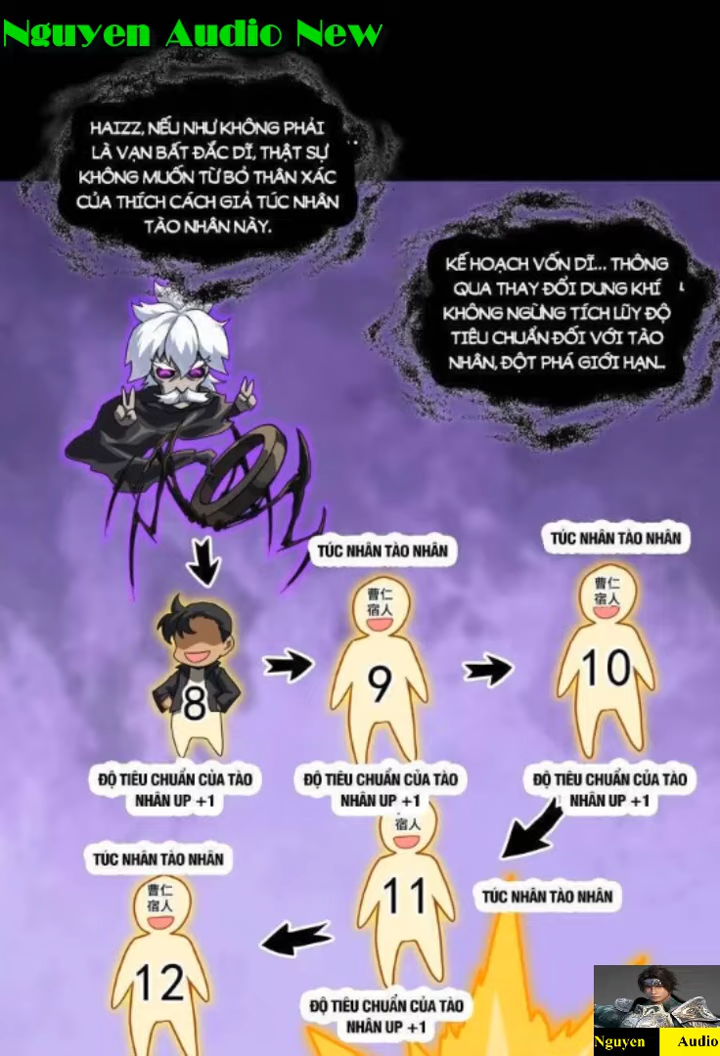 Nguyen Audio New
HAIZZ, NẾU NHƯ KHÔNG PHẢI
LÀ VẠN BẤT ĐẮC DĨ, THẬT SỰ
KHÔNG MUỐN TỪ BỎ THÂN XÁC
CỦA THÍCH CÁCH GIẢ TÚC NHÂN
TÀO NHÂN NÀY.
KẾ HOẠCH VỐN DĨ... THÔNG
QUA THAY ĐỔI DUNG KHÍ
KHÔNG NGỪNG TÍCH LŨY ĐỘ
TIÊU CHUẨN ĐỐI VỚI TÀO
NHÂN, ĐỘT PHÁ GIỚI HẠN...
TÚC NHÂN TÀO NHÂN
TÚC NHÂN TÀO NHÂN
曹仁
宿人
曹仁
宿人
8
9
10
ĐỘ TIÊU CHUẨN CỦA TÀO
NHÂN UP +1
ĐỘ TIÊU CHUẨN CỦA TÀO
NHÂN UP +1
ĐỘ TIÊU CHUẨN CỦA TÀO
NHÂN UP +1
宿人
11
TÚC NHÂN TÀO NHÂN
TÚC NHÂN TÀO NHÂN
曹仁
宿人
12
ĐỘ TIÊU CHUẨN CỦA TÀO
NHÂN UP +1
Nguyen Audio